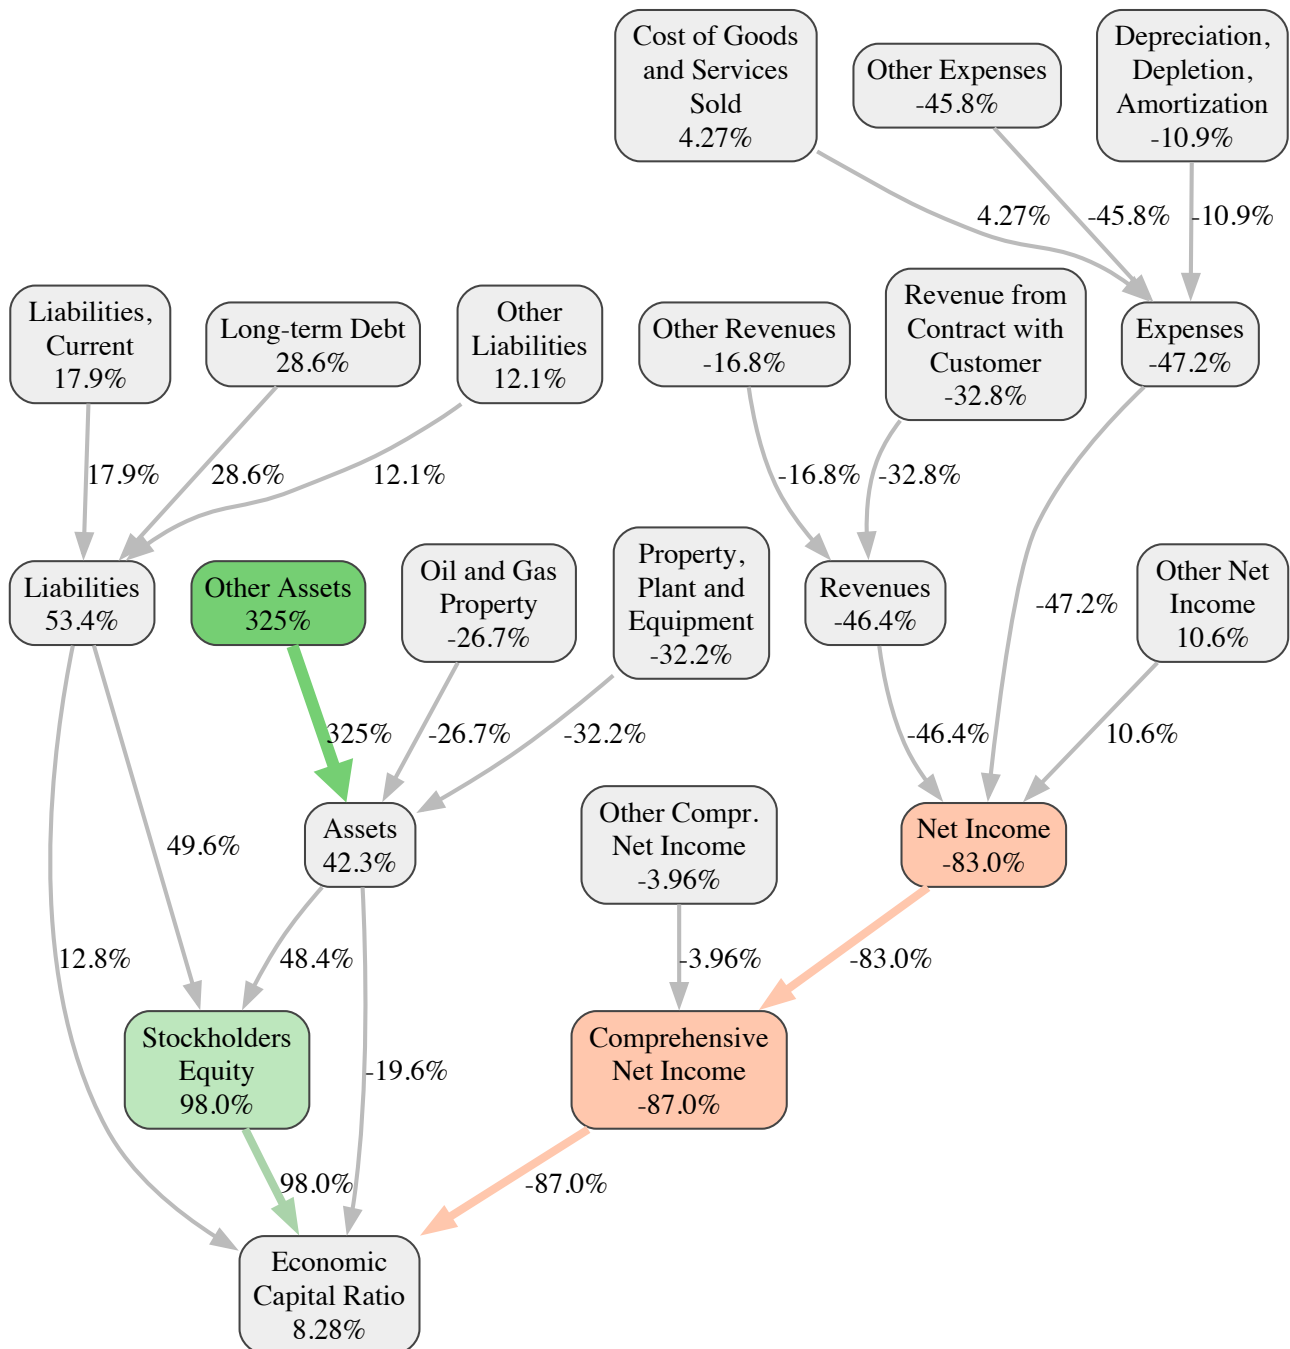 Cost of Goods
and Services
Sold
4.27%
Other Expenses
-45.8%
Depreciation,
Depletion,
Amortization
-10.9%
4.27%
-45.8%
-10.9%
Liabilities,
Current
17.9%
Long-term Debt
28.6%
Other
Liabilities
12.1%
Other Revenues
-16.8%
Revenue from
Contract with
Customer
-32.8%
Expenses
-47.2%
17.9%
28.6%
12.1%
-16.8%
-32.8%
Liabilities
53.4%
Other Assets
325%
Oil and Gas
Property
-26.7%
Property,
Plant and
Equipment
-32.2%
Revenues
-46.4%
-47.2%
Other Net
Income
10.6%
325%
-26.7%
-32.2%
-46.4%
10.6%
49.6%
Assets
42.3%
Other Compr.
Net Income
-3.96%
Net Income
-83.0%
12.8%
48.4%
-3.96%
-83.0%
Stockholders
Equity
98.0%
-19.6%
Comprehensive
Net Income
-87.0%
98.0%
-87.0%
Economic
Capital Ratio
8.28%